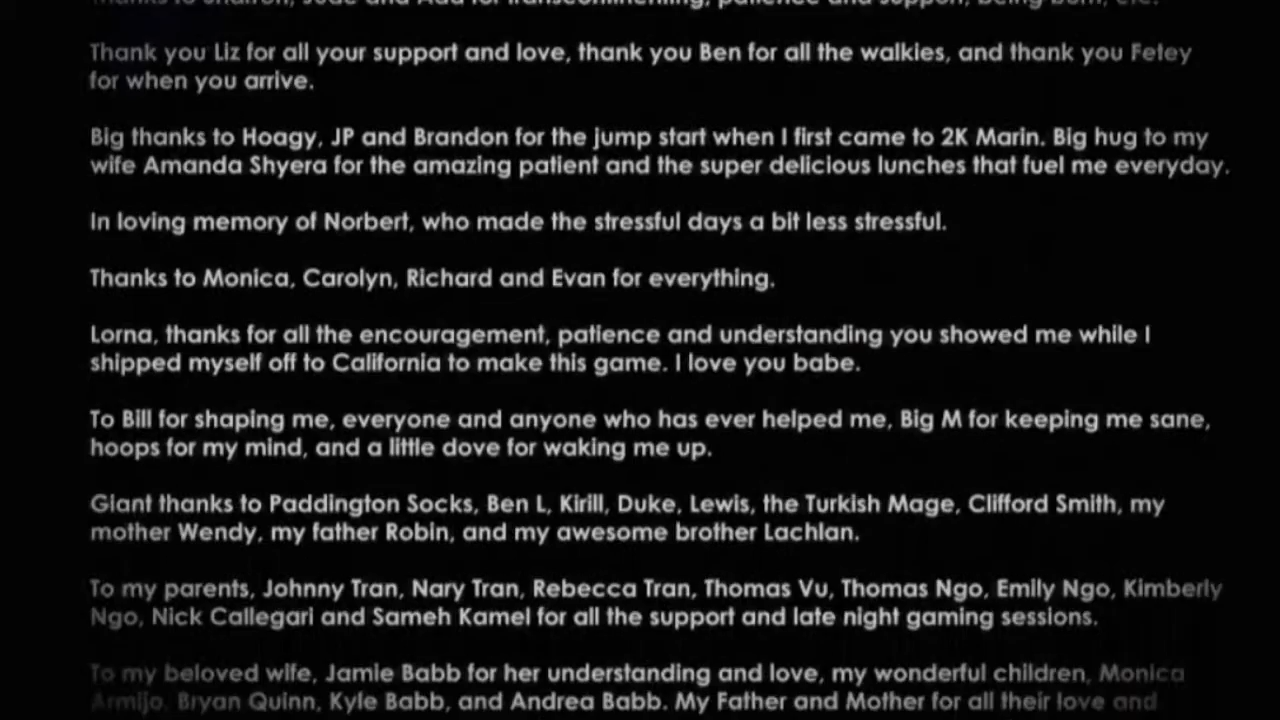 Thank you Liz for all your support and love, thank you Ben for all the walkies, and thank you Fetey
for when you arrive.
Big thanks to Hoagy, JP and Brandon for the jump start when I first came to 2K Marin. Big hug to my
wife Amanda Shyera for the amazing patient and the super delicious lunches that fuel me everyday.
In loving memory of Norbert, who made the stressful days a bit less stressful.
Thanks to Monica, Carolyn, Richard and Evan for everything.
Lorna, thanks for all the encouragement, patience and understanding you showed me while I
shipped myself off to California to make this game. I love you babe.
To Bill for shaping me, everyone and anyone who has ever helped me, Big M for keeping me sane,
hoops for my mind, and a little dove for waking me up.
Giant thanks to Paddington Socks, Ben L, Kirill, Duke, Lewis, the Turkish Mage, Clifford Smith, my
mother Wendy, my father Robin, and my awesome brother Lachlan.
To my parents, Johnny Tran, Nary Tran, Rebecca Tran, Thomas Vu, Thomas Ngo, Emily Ngo, Kimberly
Ngo, Nick Callegari and Sameh Kamel for all the support and late night gaming sessions.
To my beloved wife, Jamie Babb for her understanding and love, my wonderful children, Monica
Armijo, Bryan Quinn, Kyle Babb, and Andrea Babb. My Father and Mother for all their love and